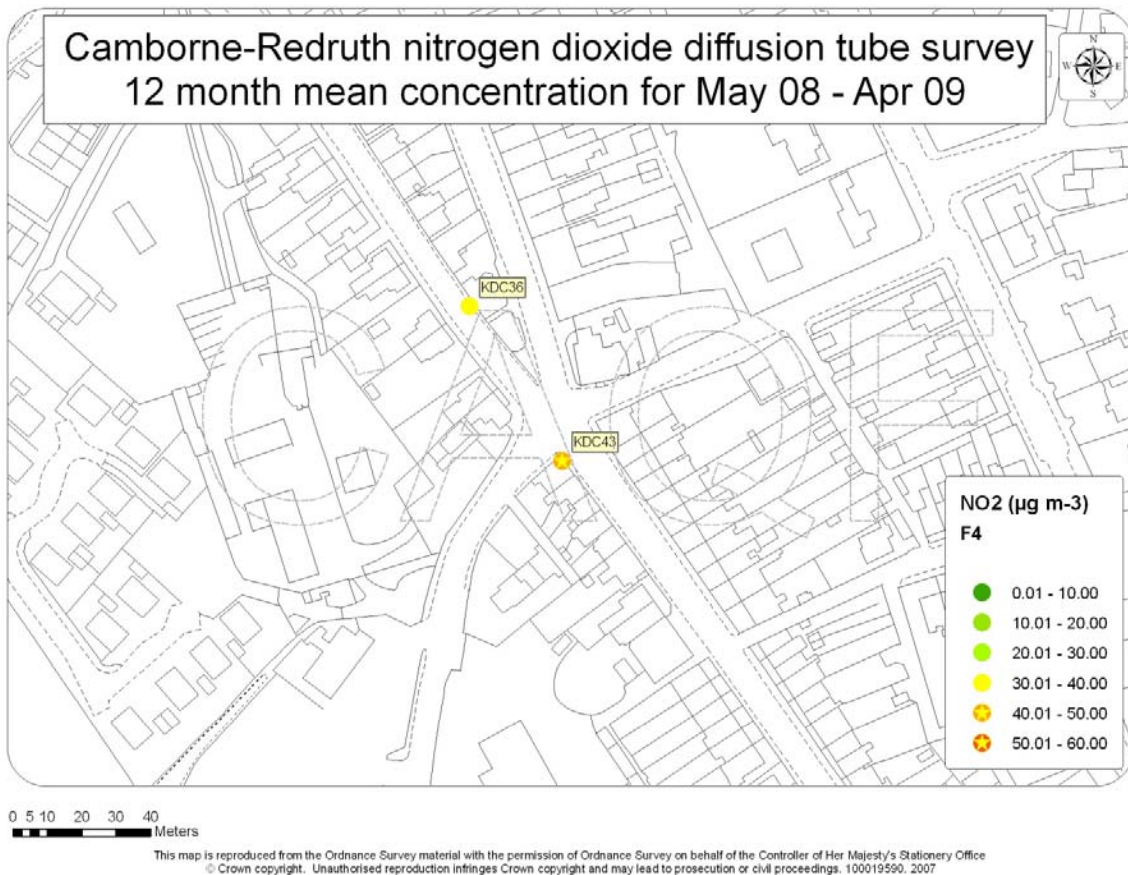 Camborne-Redruth nitrogen dioxide diffusion tube survey
12 month mean concentration for May 08 - Apr 09
N
W E
S
KDC36
KDC43
NO2 (µg m-3)
F4
0.01 - 10.00
10.01 - 20.00
20.01 - 30.00
30.01 - 40.00
40.01 - 50.00
50.01 - 60.00
0 5 10 20 30 40
Meters
This map is reproduced from the Ordnance Survey material with the permission of Ordnance Survey on behalf of the Controller of Her Majesty's Stationery Office
© Crown copyright. Unauthorised reproduction infringes Crown copyright and may lead to prosecution or civil proceedings. 100019590. 2007